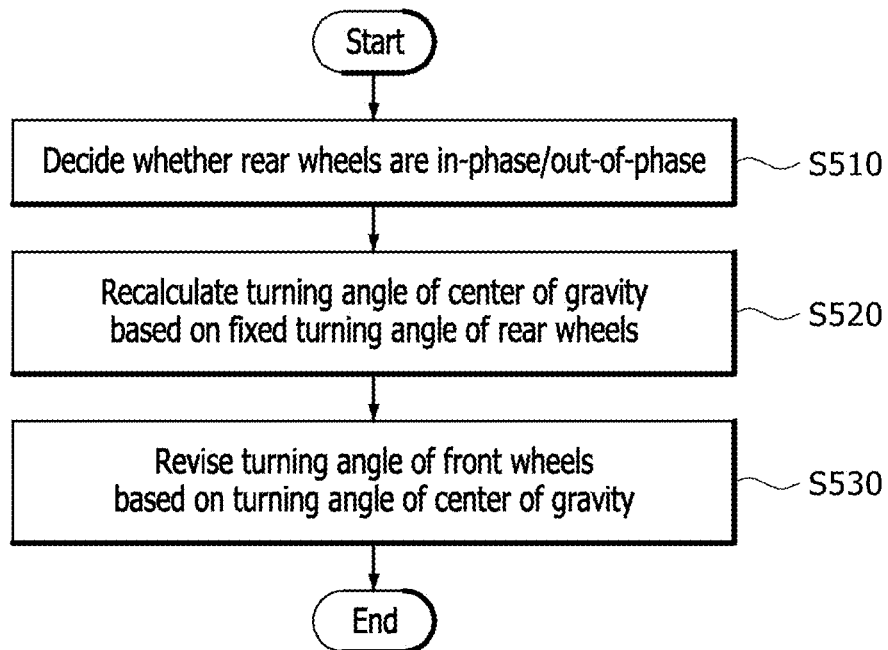 Start
Decide whether rear wheels are in-phase/out-of-phase
S510
Recalculate turning angle of center of gravity
based on fixed turning angle of rear wheels
S520
Revise turning angle of front wheels
based on turning angle of center of gravity
S530
End